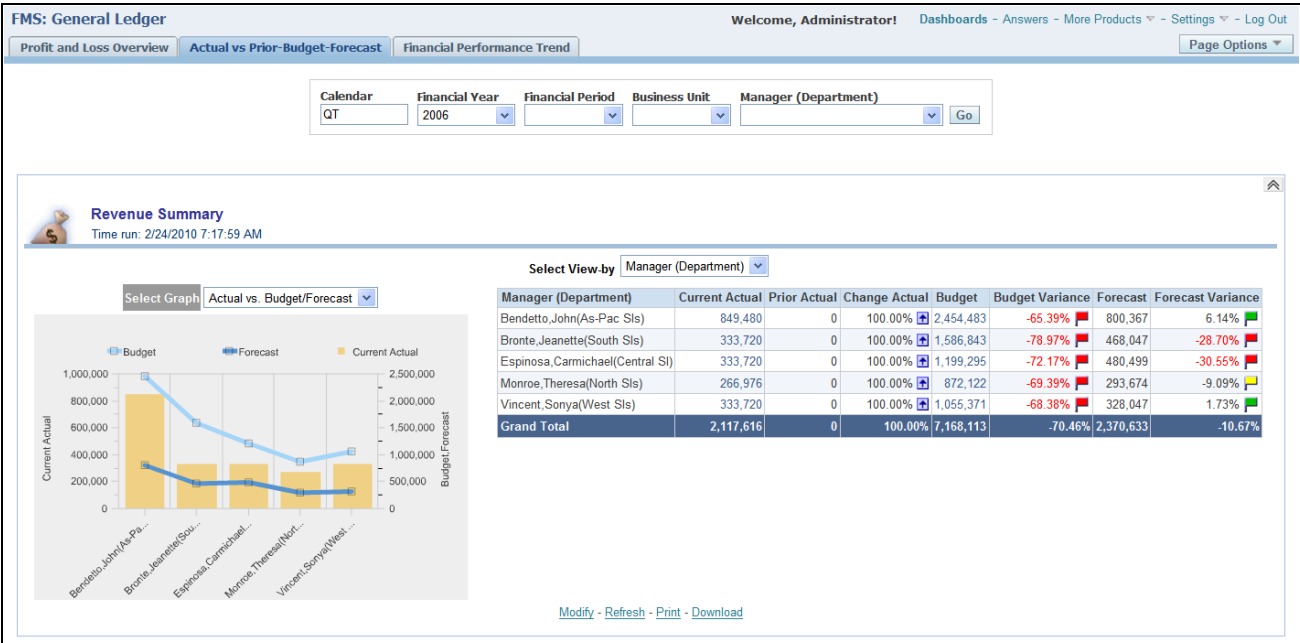 FMS: General Ledger
Welcome, Administrator! Dashboards - Answers - More Products - Settings - Log Out
Profit and Loss Overview Actual vs Prior-Budget-Forecast Financial Performance Trend Page Options
Calendar Financial Year Financial Period Business Unit Manager (Department)
QT 2006 Go
Revenue Summary
Time run: 2/24/2010 7:17:59 AM
Select View-by Manager (Department)
Select Graph Actual vs. Budget/Forecast
Budget Forecast Current Actual
1,000,000 2,500,000
800,000 2,000,000
600,000 1,500,000
400,000 1,000,000
200,000 500,000
0 0
Current Actual
Budget,Forecast
Bendetto,John(As-Pa...
Bronte,Jeanette(Sou...
Espinosa,Carmichael...
Monroe,Theresa(Nort...
Vincent,Sonya(West ...
Manager (Department) Current Actual Prior Actual Change Actual Budget Budget Variance Forecast Forecast Variance
Bendetto,John(As-Pac Sls) 849,480 0 100.00% 2,454,483 -65.39% 800,367 6.14%
Bronte,Jeanette(South Sls) 333,720 0 100.00% 1,586,843 -78.97% 468,047 -28.70%
Espinosa,Carmichael(Central Sl) 333,720 0 100.00% 1,199,295 -72.17% 480,499 -30.55%
Monroe,Theresa(North Sls) 266,976 0 100.00% 872,122 -69.39% 293,674 -9.09%
Vincent,Sonya(West Sls) 333,720 0 100.00% 1,055,371 -68.38% 328,047 1.73%
Grand Total 2,117,616 0 100.00% 7,168,113 -70.46% 2,370,633 -10.67%
Modify - Refresh - Print - Download